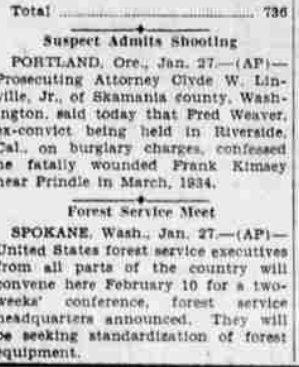 Total ........ 736
Suspect Admits Shooting
PORTLAND, Ore., Jan. 27.—(AP)—
Prosecuting Attorney Clyde W. Lin-
ville, Jr., of Skamania county, Wash-
ington, said today that Fred Weaver,
ex-convict being held in Riverside,
Cal., on burglary charges, confessed
he fatally wounded Frank Kimsey
near Prindle in March, 1934.
Forest Service Meet
SPOKANE, Wash., Jan. 27.—(AP)—
United States forest service executives
from all parts of the country will
convene here February 10 for a two-
weeks' conference, forest service
headquarters announced. They will
be seeking standardization of forest
equipment.